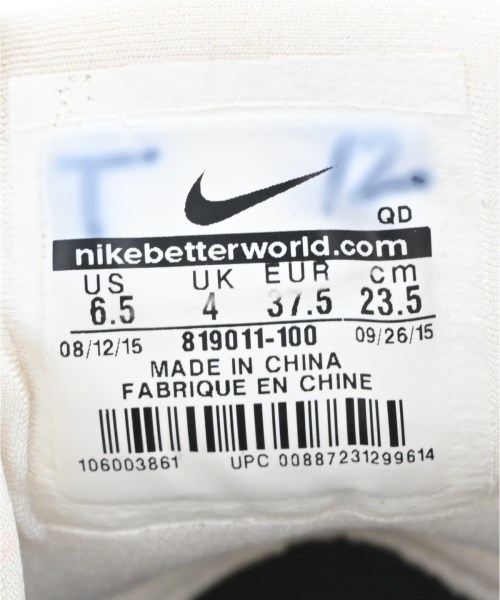 T 12.
QD
nikebetterworld.com
US UK EUR cm
6.5 4 37.5 23.5
08/12/15 819011-100 09/26/15
MADE IN CHINA
FABRIQUE EN CHINE
106003861 UPC 00887231299614